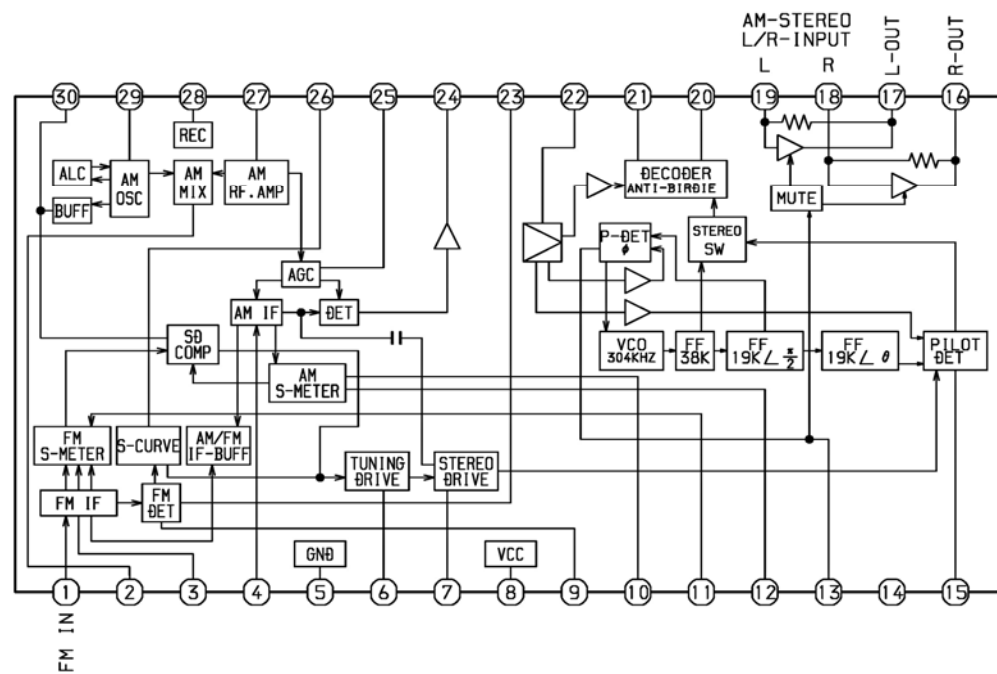 AM-STEREO
L/R-INPUT
L-OUT
R-OUT
L
R
30 29 28 27 26 25 24 23 22 21 20 19 18 17 16
REC
ALC
AM
OSC
AM
MIX
AM
RF.AMP
BUFF
DECODER
ANTI-BIRDIE
MUTE
STEREO
SW
P-DET
φ
AGC
AM IF
DET
SD
COMP
VCO
304KHZ
FF
38K
FF
19K∠ π/2
FF
19K∠ θ
PILOT
DET
AM
S-METER
FM
S-METER
S-CURVE
AM/FM
IF-BUFF
TUNING
DRIVE
STEREO
DRIVE
FM IF
FM
DET
GND
VCC
1 2 3 4 5 6 7 8 9 10 11 12 13 14 15
FM IN